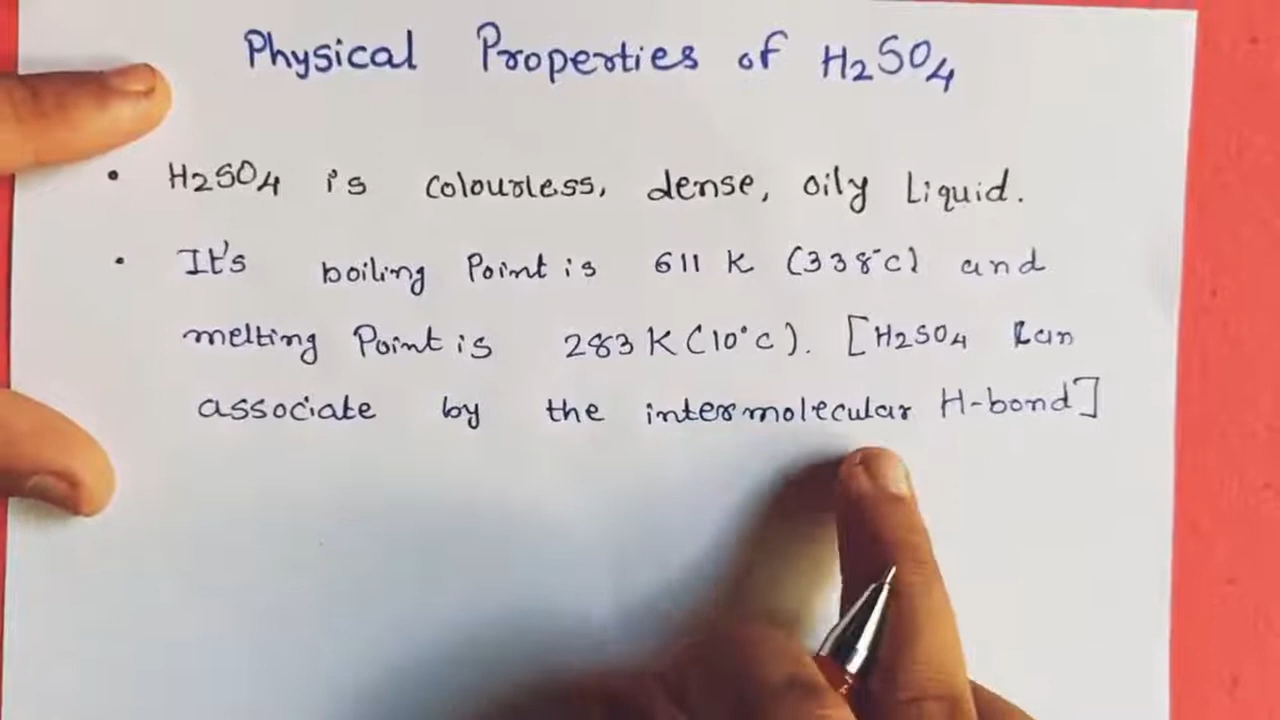 Physical Properties of H2SO4
• H2SO4 is colourless, dense, oily Liquid.
• It's boiling Point is 611 K (338°C) and
melting Point is 283 K (10°C). [H2SO4 can
associate by the intermolecular H-bond]